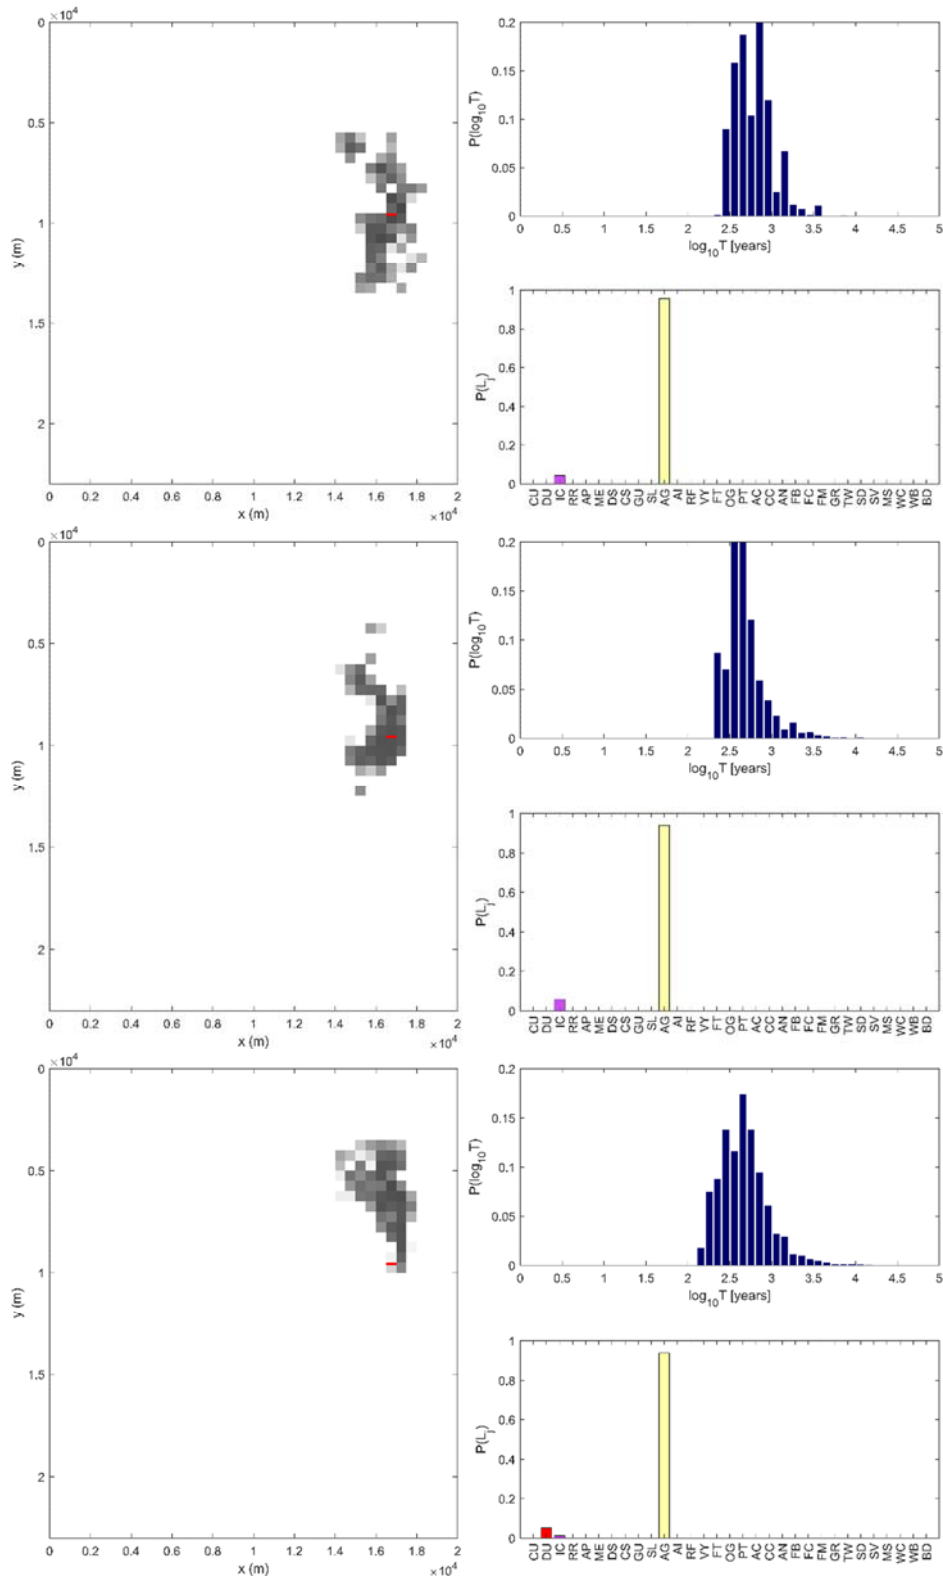 ×10⁴
0
0.5
1
1.5
2
y (m)
0 0.2 0.4 0.6 0.8 1 1.2 1.4 1.6 1.8 2
x (m)
×10⁴
0.2
0.15
0.1
0.05
0
P(log₁₀T)
0 0.5 1 1.5 2 2.5 3 3.5 4 4.5 5
log₁₀T [years]
1
0.8
0.6
0.4
0.2
0
P(Lⱼ)
CU DU IC RR AP ME DS CS GU SL AG AI RF VY FT OG PT AC CC AN FB FC FM GR TW SD SV MS WC WB BD
×10⁴
0
0.5
1
1.5
2
y (m)
0 0.2 0.4 0.6 0.8 1 1.2 1.4 1.6 1.8 2
x (m)
×10⁴
0.2
0.15
0.1
0.05
0
P(log₁₀T)
0 0.5 1 1.5 2 2.5 3 3.5 4 4.5 5
log₁₀T [years]
1
0.8
0.6
0.4
0.2
0
P(Lⱼ)
CU DU IC RR AP ME DS CS GU SL AG AI RF VY FT OG PT AC CC AN FB FC FM GR TW SD SV MS WC WB BD
×10⁴
0
0.5
1
1.5
2
y (m)
0 0.2 0.4 0.6 0.8 1 1.2 1.4 1.6 1.8 2
x (m)
×10⁴
0.2
0.15
0.1
0.05
0
P(log₁₀T)
0 0.5 1 1.5 2 2.5 3 3.5 4 4.5 5
log₁₀T [years]
1
0.8
0.6
0.4
0.2
0
P(Lⱼ)
CU DU IC RR AP ME DS CS GU SL AG AI RF VY FT OG PT AC CC AN FB FC FM GR TW SD SV MS WC WB BD